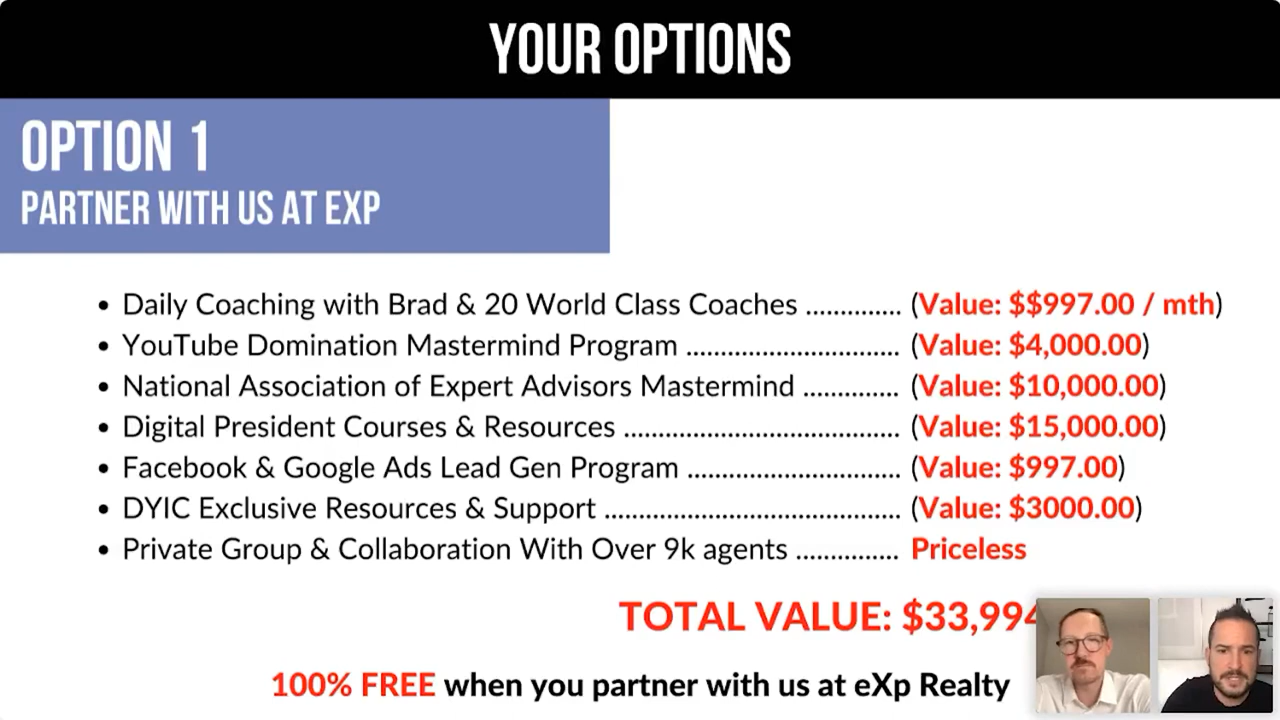 YOUR OPTIONS
OPTION 1
PARTNER WITH US AT EXP
• Daily Coaching with Brad & 20 World Class Coaches .............. (Value: $$997.00 / mth)
• YouTube Domination Mastermind Program ............................... (Value: $4,000.00)
• National Association of Expert Advisors Mastermind .............. (Value: $10,000.00)
• Digital President Courses & Resources ........................................ (Value: $15,000.00)
• Facebook & Google Ads Lead Gen Program ............................... (Value: $997.00)
• DYIC Exclusive Resources & Support ........................................... (Value: $3000.00)
• Private Group & Collaboration With Over 9k agents ............... Priceless
TOTAL VALUE: $33,994
100% FREE when you partner with us at eXp Realty